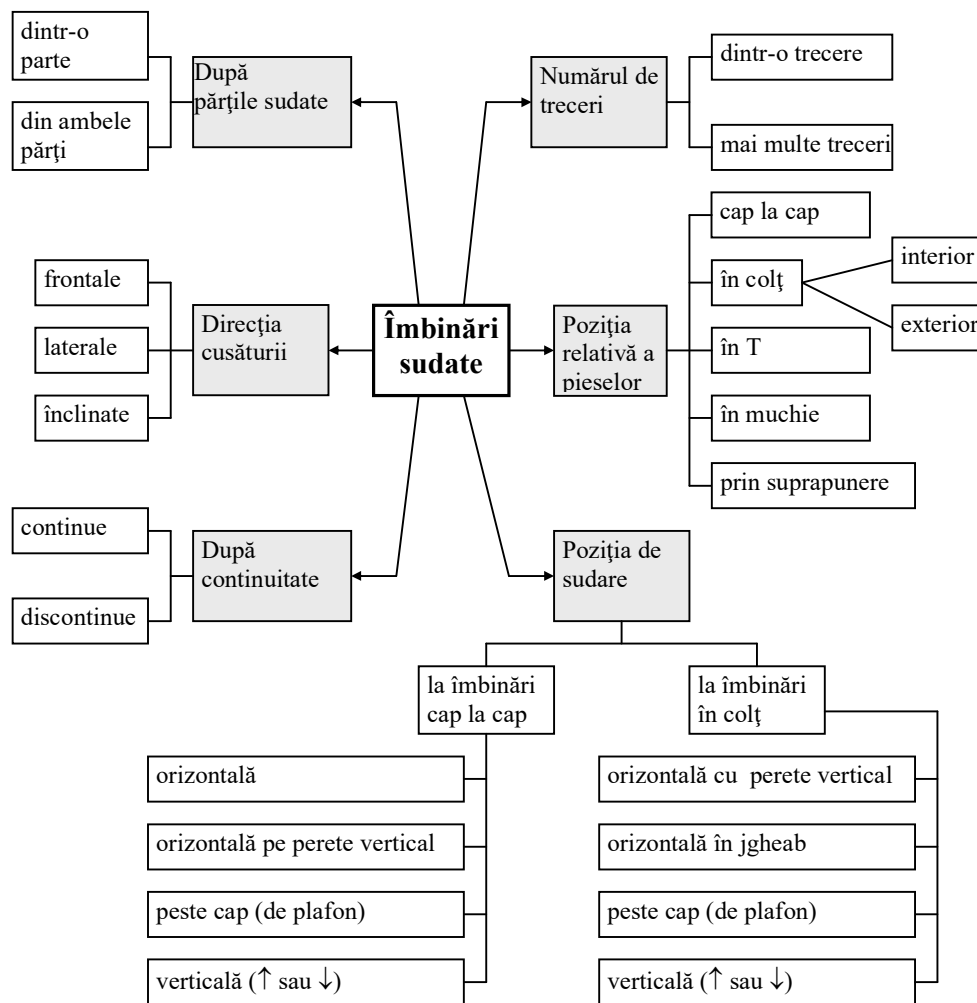 dintr-o
parte
din ambele
părţi
După
părţile sudate
Numărul de
treceri
dintr-o trecere
mai multe treceri
frontale
laterale
înclinate
Direcţia
cusăturii
Îmbinări
sudate
Poziţia
relativă a
pieselor
cap la cap
în colţ
interior
exterior
în T
în muchie
prin suprapunere
continue
discontinue
După
continuitate
Poziţia de
sudare
la îmbinări
cap la cap
orizontală
orizontală pe perete vertical
peste cap (de plafon)
verticală (↑ sau ↓)
la îmbinări
în colţ
orizontală cu perete vertical
orizontală în jgheab
peste cap (de plafon)
verticală (↑ sau ↓)